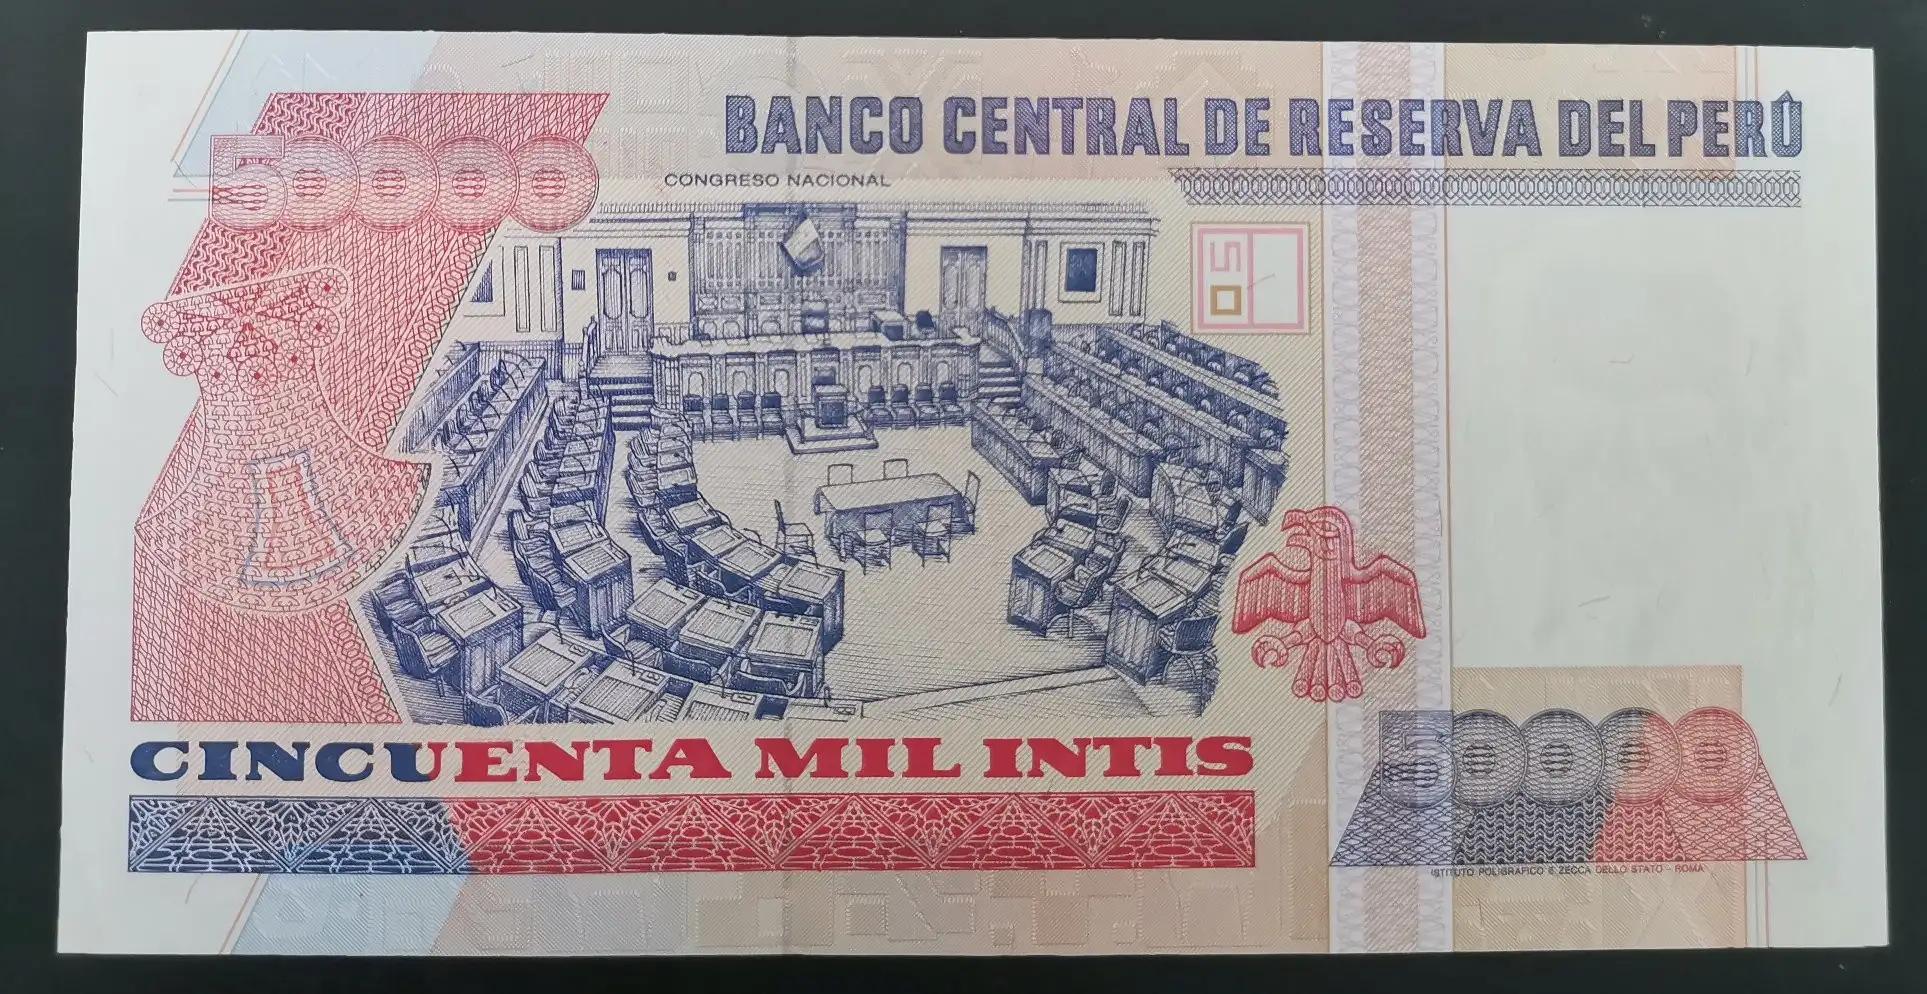 BANCO CENTRAL DE RESERVA DEL PERÚ
50000
CONGRESO NACIONAL
CINCUENTA MIL INTIS
50000
ISTITUTO POLIGRAFICO E ZECCA DELLO STATO - ROMA